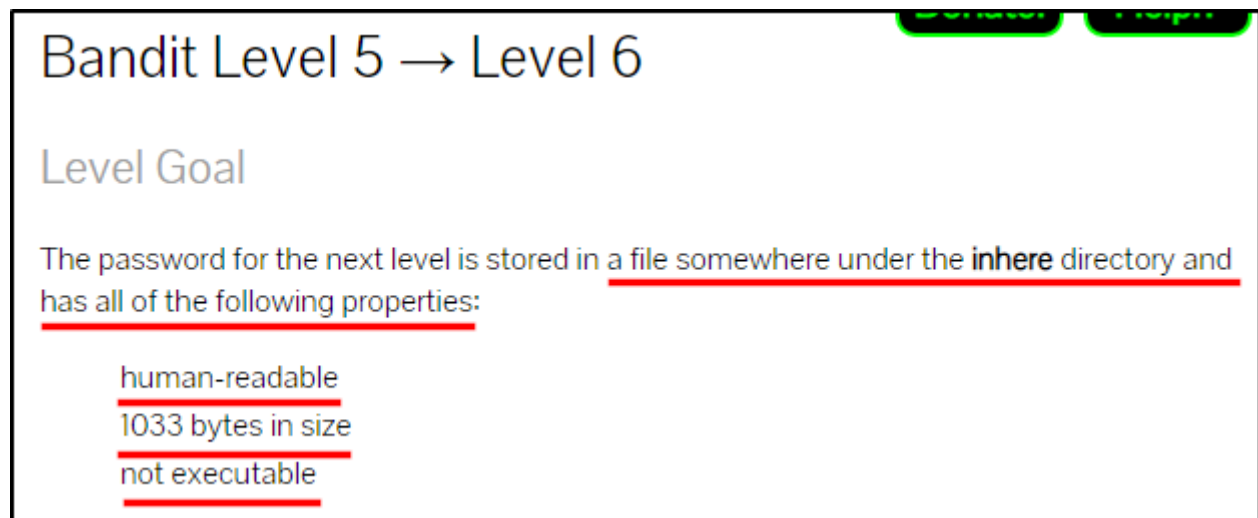 Bandit Level 5 → Level 6
Level Goal
The password for the next level is stored in a file somewhere under the inhere directory and
has all of the following properties:
human-readable
1033 bytes in size
not executable